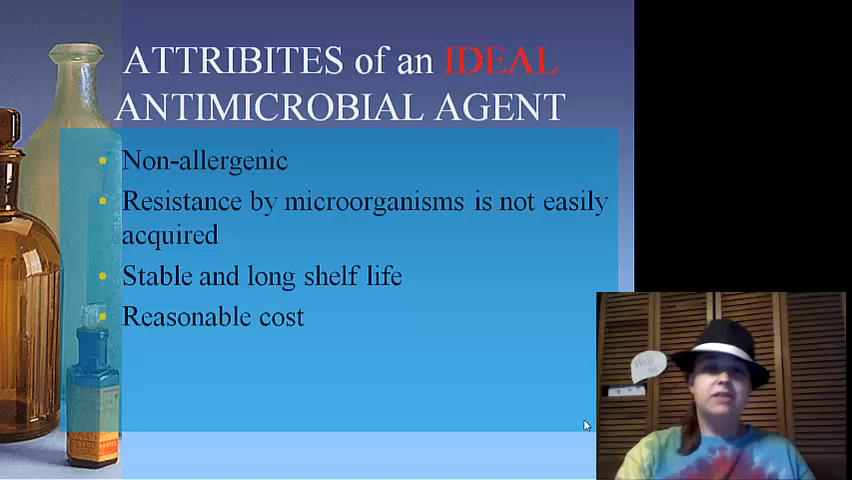 ATTRIBITES of an IDEAL
ANTIMICROBIAL AGENT
Non-allergenic
Resistance by microorganisms is not easily
acquired
Stable and long shelf life
Reasonable cost